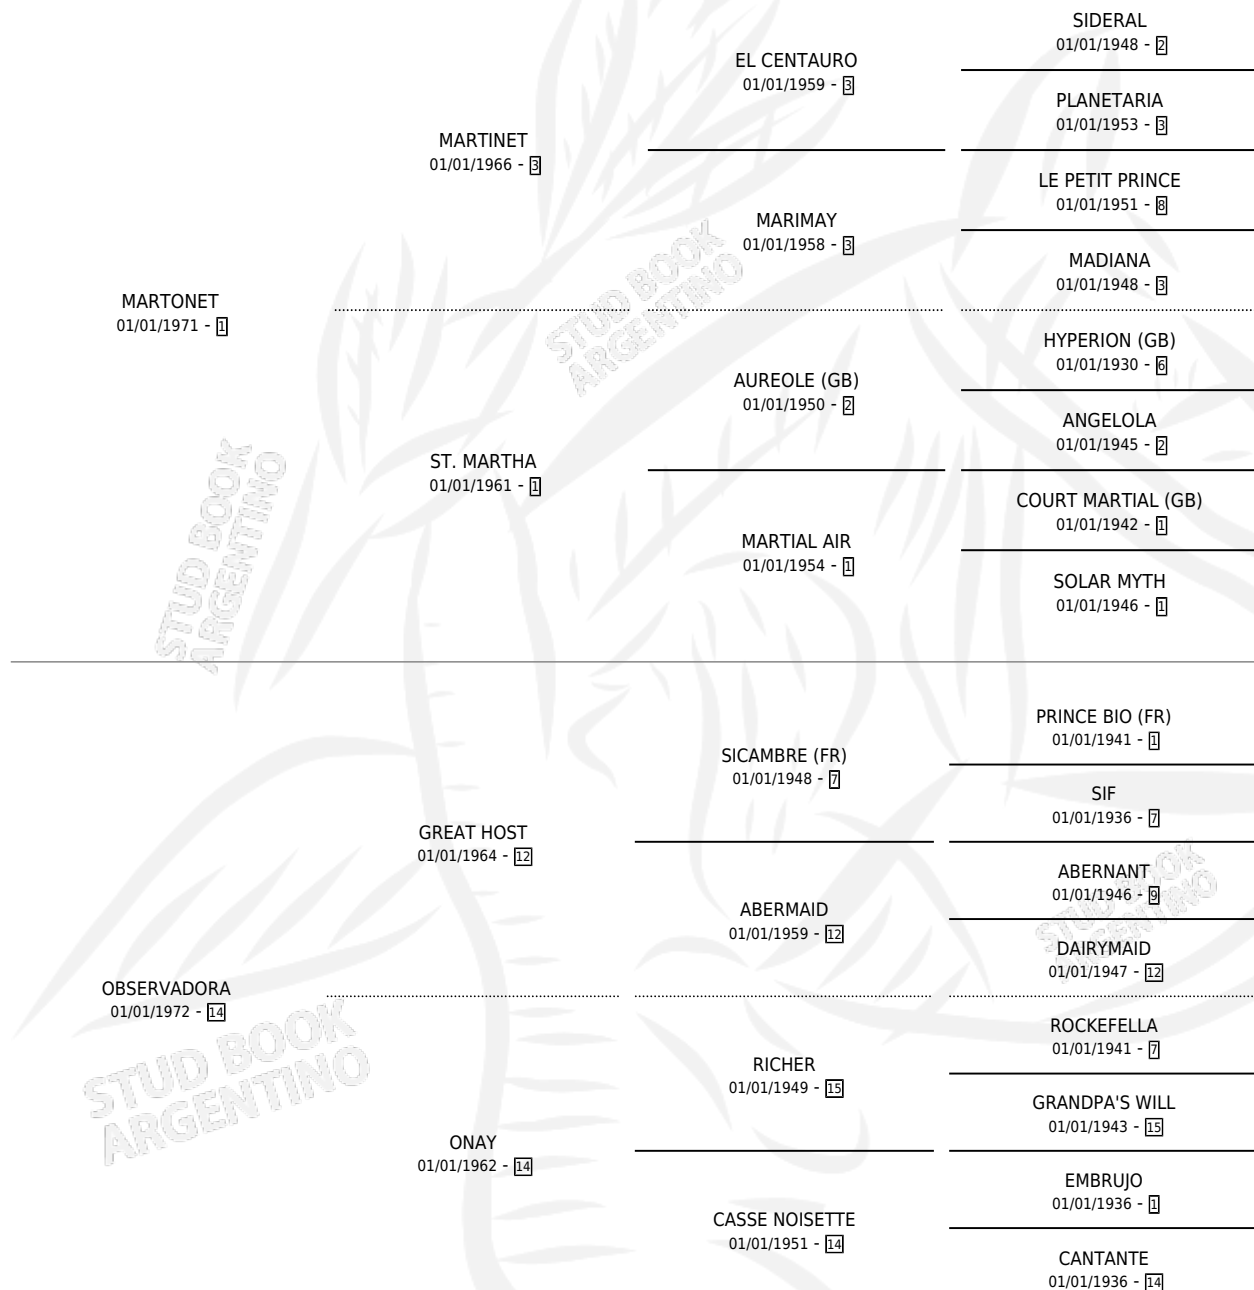 SIDERAL
01/01/1948 - 2
EL CENTAURO
01/01/1959 - 3
PLANETARIA
01/01/1953 - 3
MARTINET
01/01/1966 - 3
LE PETIT PRINCE
01/01/1951 - 8
MARIMAY
01/01/1958 - 3
MADIANA
01/01/1948 - 3
MARTONET
01/01/1971 - 1
HYPERION (GB)
01/01/1930 - 6
AUREOLE (GB)
01/01/1950 - 2
ANGELOLA
01/01/1945 - 2
ST. MARTHA
01/01/1961 - 1
COURT MARTIAL (GB)
01/01/1942 - 1
MARTIAL AIR
01/01/1954 - 1
SOLAR MYTH
01/01/1946 - 1
STUD BOOK
ARGENTINO
STUD BOOK
ARGENTINO
PRINCE BIO (FR)
01/01/1941 - 1
SICAMBRE (FR)
01/01/1948 - 7
SIF
01/01/1936 - 7
GREAT HOST
01/01/1964 - 12
ABERNANT
01/01/1946 - 9
ABERMAID
01/01/1959 - 12
DAIRYMAID
01/01/1947 - 12
STUD BOOK
ARGENTINO
OBSERVADORA
01/01/1972 - 14
ROCKEFELLA
01/01/1941 - 7
RICHER
01/01/1949 - 15
GRANDPA'S WILL
01/01/1943 - 15
STUD BOOK
ARGENTINO
ONAY
01/01/1962 - 14
EMBRUJO
01/01/1936 - 1
CASSE NOISETTE
01/01/1951 - 14
CANTANTE
01/01/1936 - 14